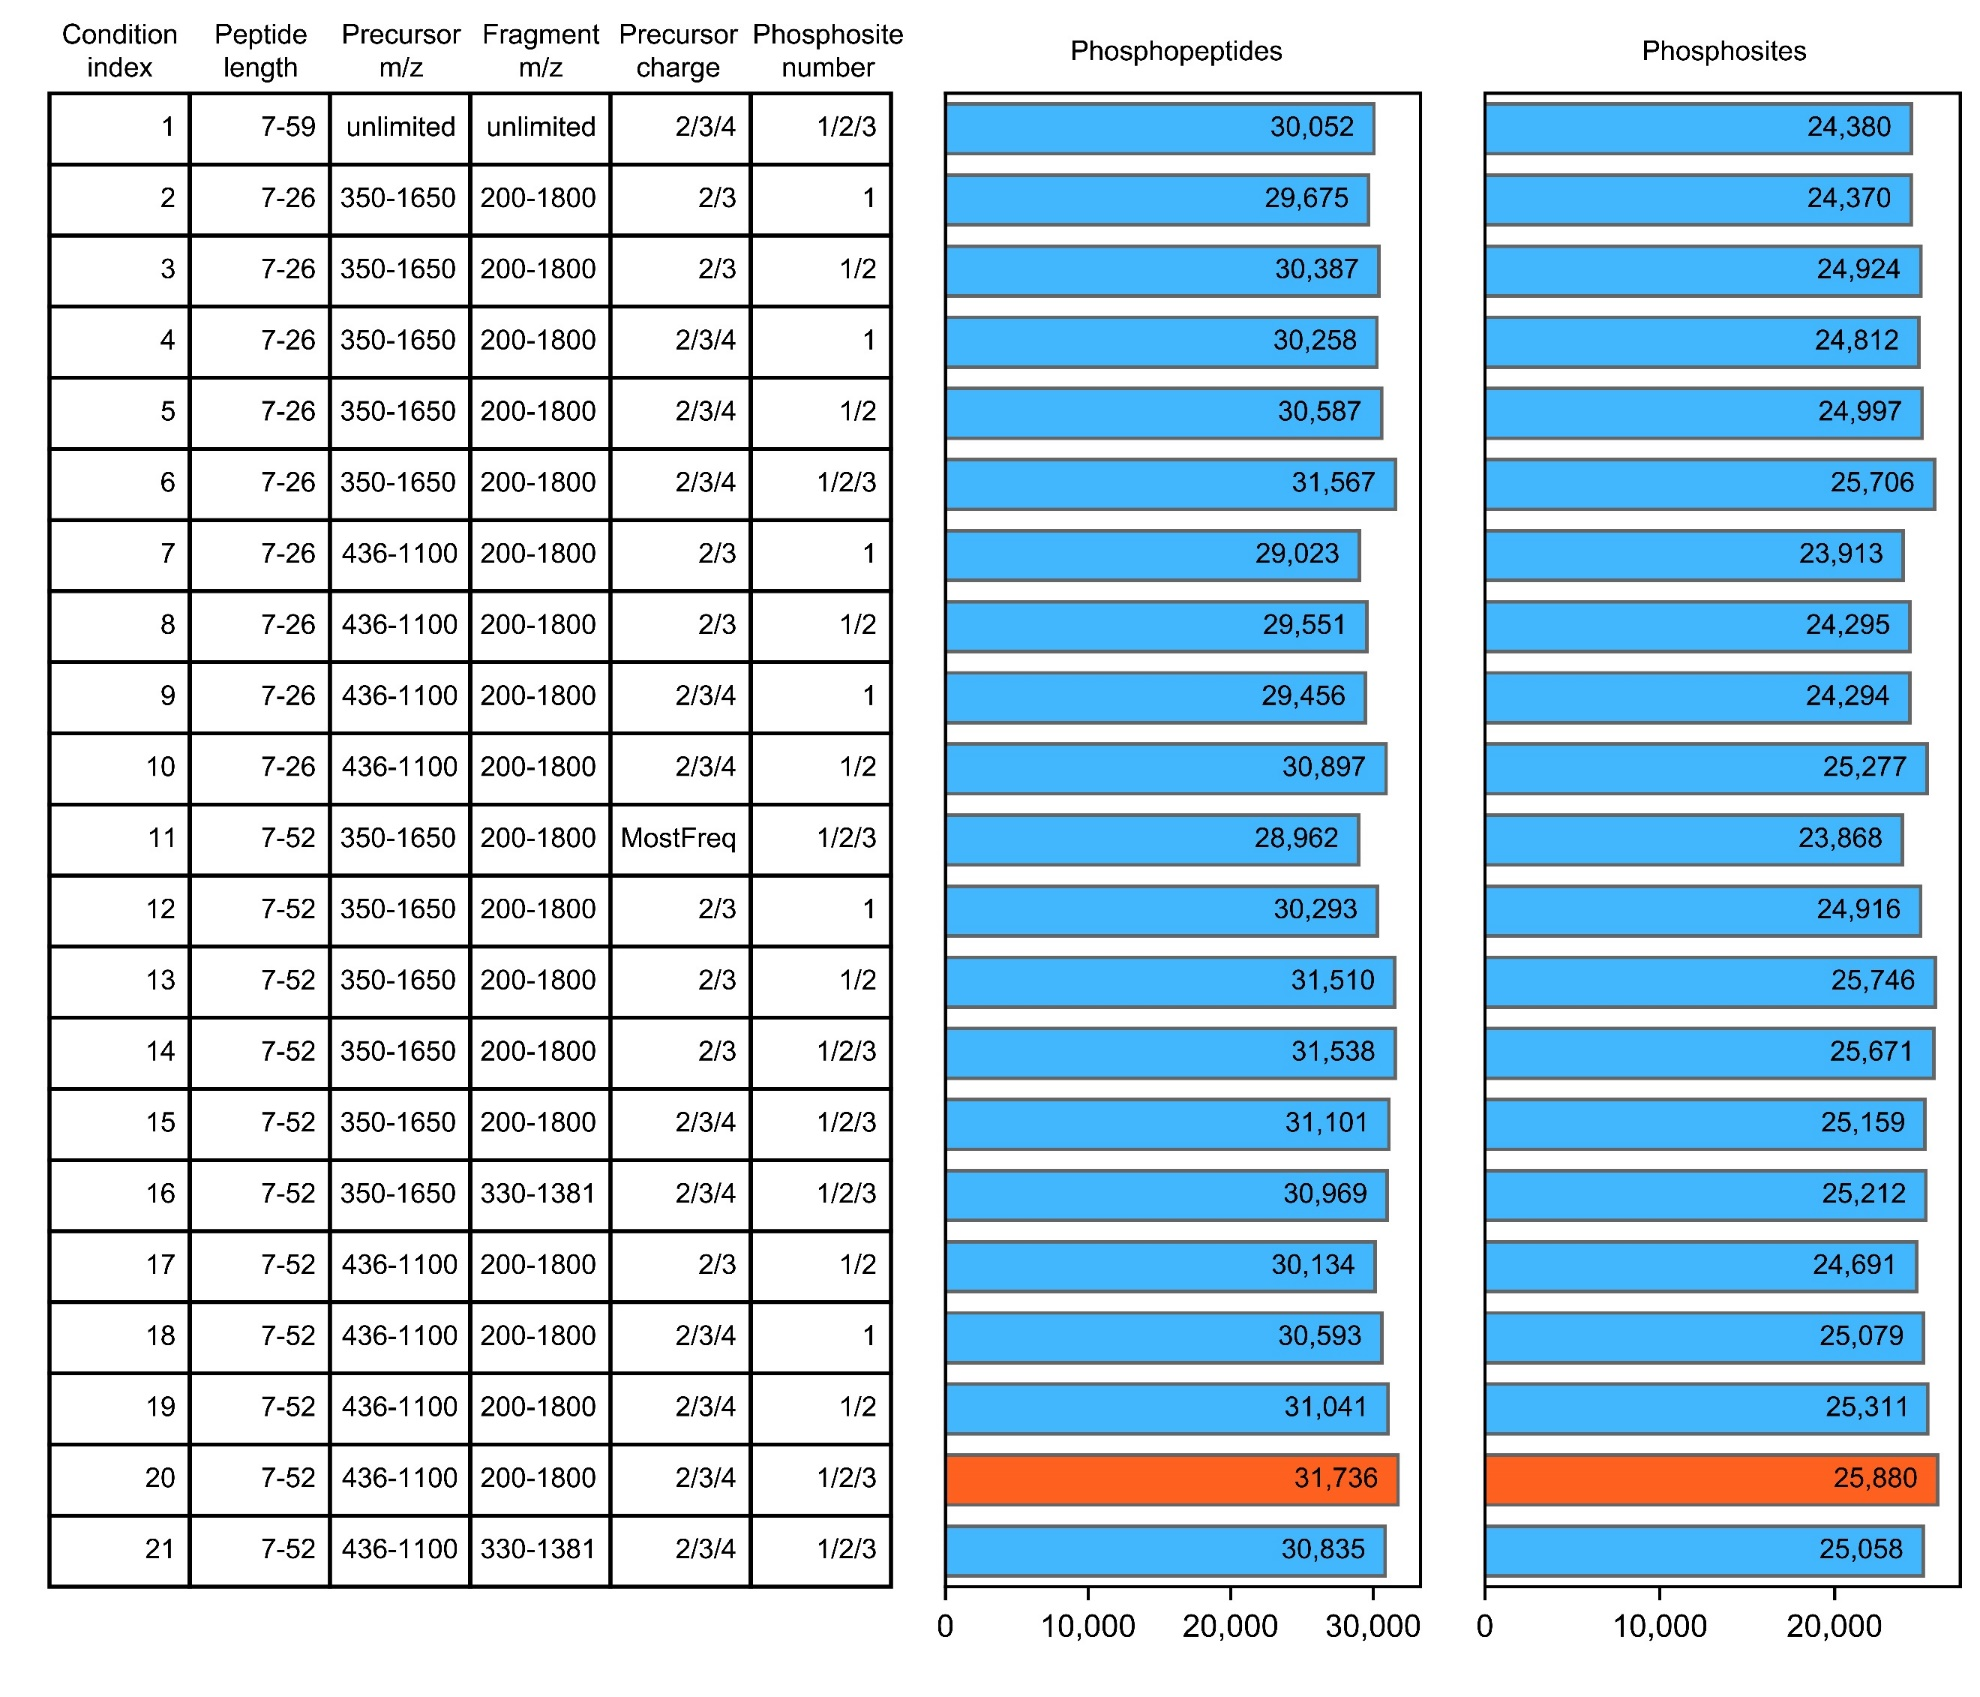 Condition index Peptide length Precursor m/z Fragment m/z Precursor charge Phosphosite number Phosphopeptides Phosphosites
1 7-59 unlimited unlimited 2/3/4 1/2/3 30,052 24,380
2 7-26 350-1650 200-1800 2/3 1 29,675 24,370
3 7-26 350-1650 200-1800 2/3 1/2 30,387 24,924
4 7-26 350-1650 200-1800 2/3/4 1 30,258 24,812
5 7-26 350-1650 200-1800 2/3/4 1/2 30,587 24,997
6 7-26 350-1650 200-1800 2/3/4 1/2/3 31,567 25,706
7 7-26 436-1100 200-1800 2/3 1 29,023 23,913
8 7-26 436-1100 200-1800 2/3 1/2 29,551 24,295
9 7-26 436-1100 200-1800 2/3/4 1 29,456 24,294
10 7-26 436-1100 200-1800 2/3/4 1/2 30,897 25,277
11 7-52 350-1650 200-1800 MostFreq 1/2/3 28,962 23,868
12 7-52 350-1650 200-1800 2/3 1 30,293 24,916
13 7-52 350-1650 200-1800 2/3 1/2 31,510 25,746
14 7-52 350-1650 200-1800 2/3 1/2/3 31,538 25,671
15 7-52 350-1650 200-1800 2/3/4 1/2/3 31,101 25,159
16 7-52 350-1650 330-1381 2/3/4 1/2/3 30,969 25,212
17 7-52 436-1100 200-1800 2/3 1/2 30,134 24,691
18 7-52 436-1100 200-1800 2/3/4 1 30,593 25,079
19 7-52 436-1100 200-1800 2/3/4 1/2 31,041 25,311
20 7-52 436-1100 200-1800 2/3/4 1/2/3 31,736 25,880
21 7-52 436-1100 330-1381 2/3/4 1/2/3 30,835 25,058
0 10,000 20,000 30,000 0 10,000 20,000